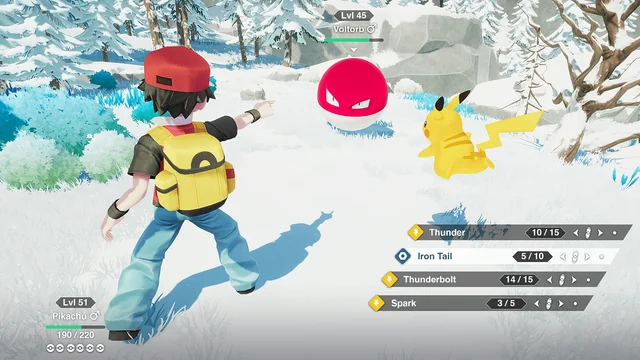 Lvl 45
Voltorb ♂
Thunder 10 / 15
Iron Tail 5 / 10
Thunderbolt 14 / 15
Spark 3 / 5
Lvl 51
Pikachu ♂
190 / 220